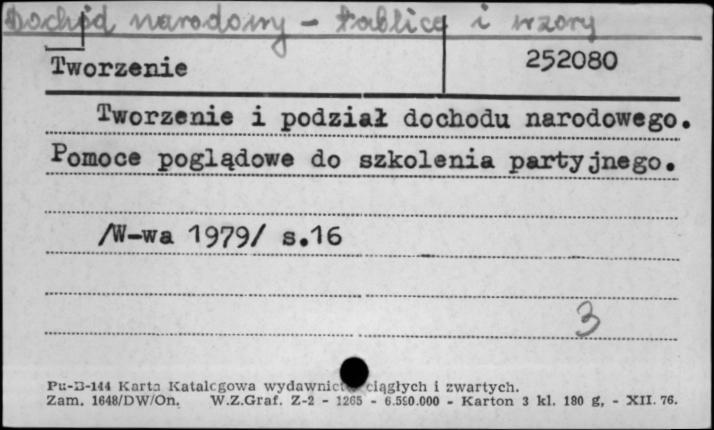 Dochód narodowy - tablice i wzory
Tworzenie
252080
Tworzenie i podział dochodu narodowego.
Pomoce poglądowe do szkolenia partyjnego.
/W-wa 1979/ s.16
3
Pu-B-144 Karta Katalogowa wydawnict ciągłych i zwartych.
Zam. 1648/DW/On. W.Z.Graf. Z-2 - 1265 - 6.550.000 - Karton 3 kl. 180 g, - XII. 76.